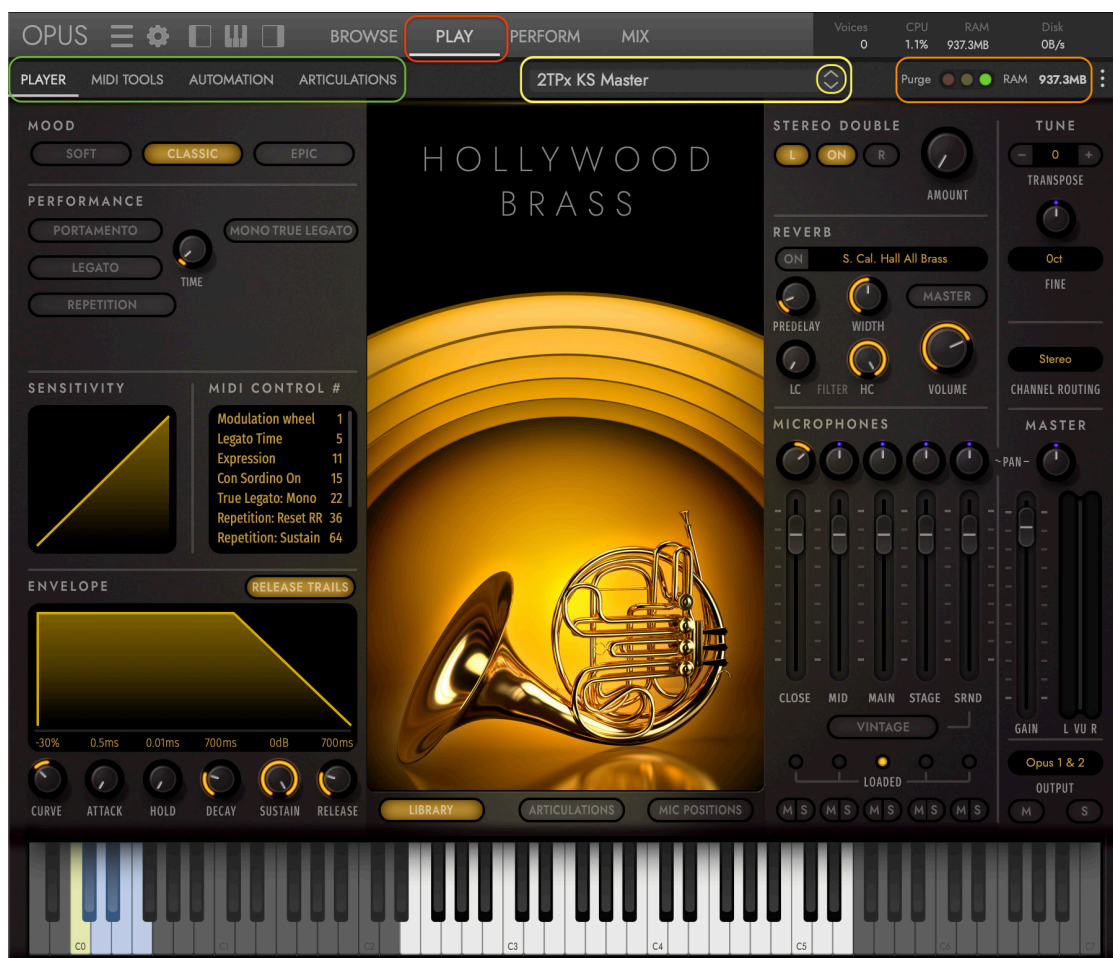 OPUS BROWSE PLAY PERFORM MIX
Voices CPU RAM Disk
0 1.1% 937.3MB 0B/s
PLAYER MIDI TOOLS AUTOMATION ARTICULATIONS
2TPx KS Master
Purge RAM 937.3MB
MOOD
SOFT CLASSIC EPIC
PERFORMANCE
PORTAMENTO MONO TRUE LEGATO
LEGATO
TIME
REPETITION
SENSITIVITY
MIDI CONTROL #
Modulation wheel 1
Legato Time 5
Expression 11
Con Sordino On 15
True Legato: Mono 22
Repetition: Reset RR 36
Repetition: Sustain 64
ENVELOPE RELEASE TRAILS
-30% 0.5ms 0.01ms 700ms 0dB 700ms
CURVE ATTACK HOLD DECAY SUSTAIN RELEASE
HOLLYWOOD
BRASS
LIBRARY ARTICULATIONS MIC POSITIONS
STEREO DOUBLE
L ON R
AMOUNT
REVERB
ON S. Cal. Hall All Brass
MASTER
PREDELAY WIDTH
LC FILTER HC VOLUME
MICROPHONES
~PAN-
CLOSE MID MAIN STAGE SRND
VINTAGE
LOADED
M S M S M S M S M S
TUNE
- 0 +
TRANSPOSE
0ct
FINE
Stereo
CHANNEL ROUTING
MASTER
GAIN L VU R
Opus 1 & 2
OUTPUT
M S
C0 C1 C2 C3 C4 C5 C6 C7